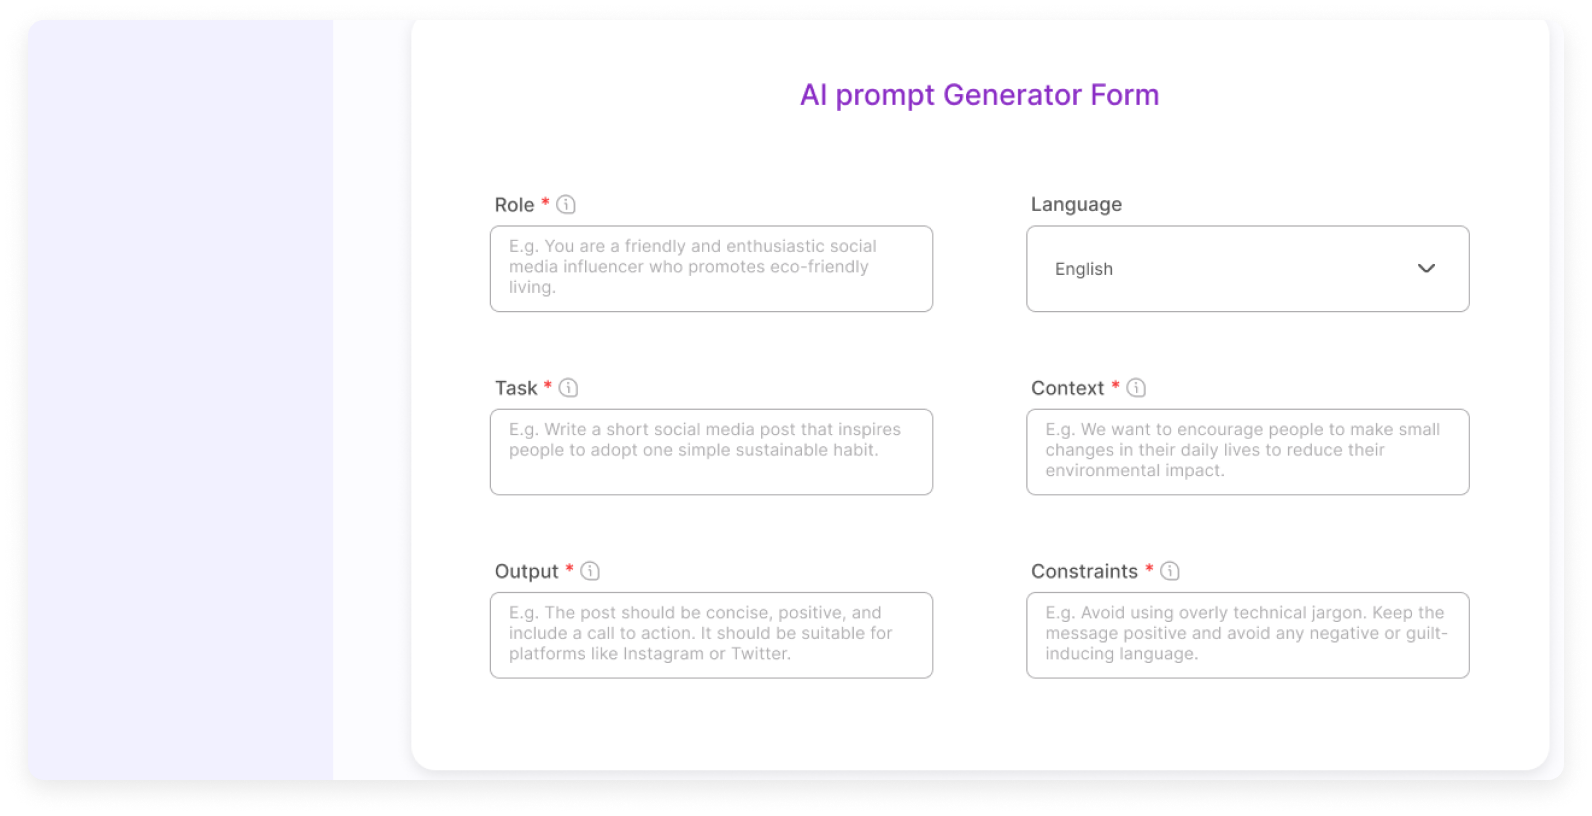 AI prompt Generator Form
Role *
E.g. You are a friendly and enthusiastic social
media influencer who promotes eco-friendly
living.
Language
English
Task *
E.g. Write a short social media post that inspires
people to adopt one simple sustainable habit.
Context *
E.g. We want to encourage people to make small
changes in their daily lives to reduce their
environmental impact.
Output *
E.g. The post should be concise, positive, and
include a call to action. It should be suitable for
platforms like Instagram or Twitter.
Constraints *
E.g. Avoid using overly technical jargon. Keep the
message positive and avoid any negative or guilt-
inducing language.